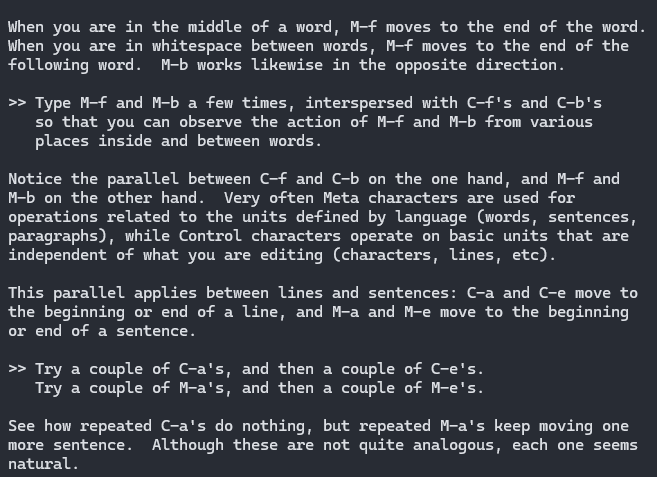 When you are in the middle of a word, M-f moves to the end of the word.
When you are in whitespace between words, M-f moves to the end of the
following word.  M-b works likewise in the opposite direction.

>> Type M-f and M-b a few times, interspersed with C-f's and C-b's
   so that you can observe the action of M-f and M-b from various
   places inside and between words.

Notice the parallel between C-f and C-b on the one hand, and M-f and
M-b on the other hand.  Very often Meta characters are used for
operations related to the units defined by language (words, sentences,
paragraphs), while Control characters operate on basic units that are
independent of what you are editing (characters, lines, etc).

This parallel applies between lines and sentences: C-a and C-e move to
the beginning or end of a line, and M-a and M-e move to the beginning
or end of a sentence.

>> Try a couple of C-a's, and then a couple of C-e's.
   Try a couple of M-a's, and then a couple of M-e's.

See how repeated C-a's do nothing, but repeated M-a's keep moving one
more sentence.  Although these are not quite analogous, each one seems
natural.